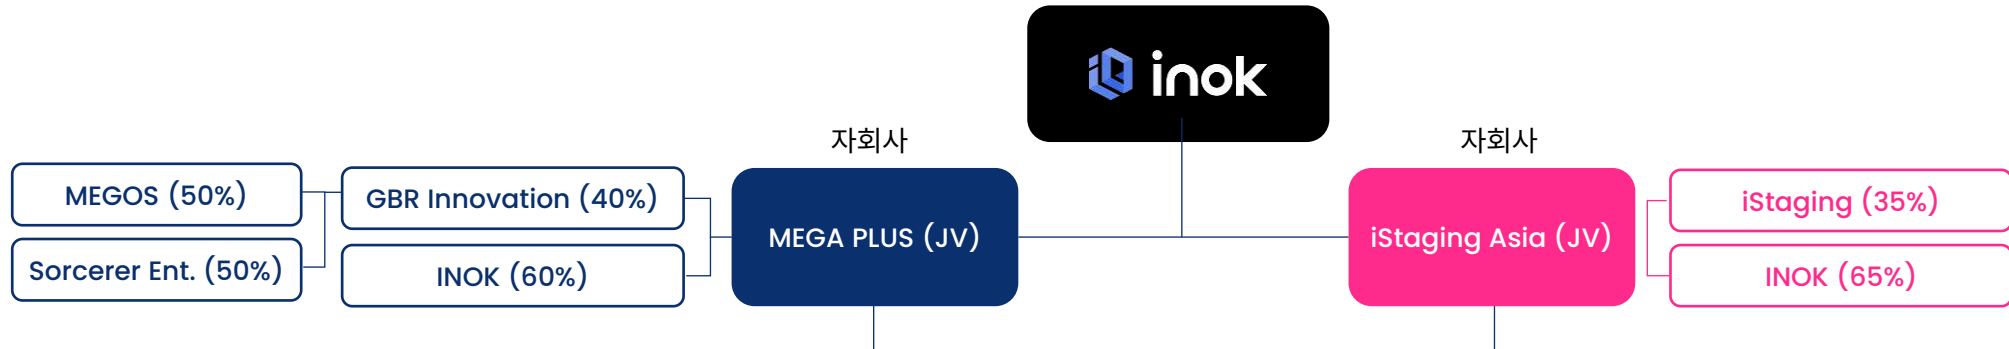 inok
자회사
자회사
MEGOS (50%)
GBR Innovation (40%)
MEGA PLUS (JV)
iStaging Asia (JV)
iStaging (35%)
Sorcerer Ent. (50%)
INOK (60%)
INOK (65%)